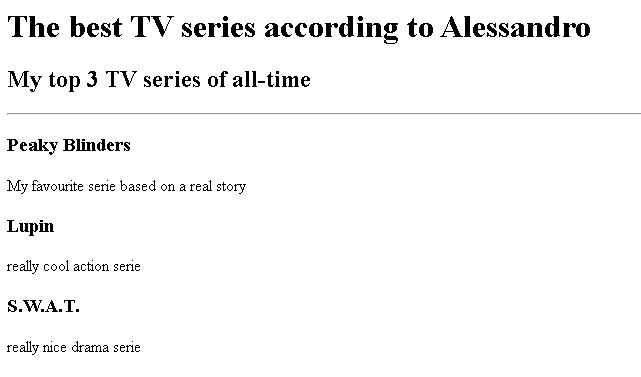 The best TV series according to Alessandro
My top 3 TV series of all-time
Peaky Blinders
My favourite serie based on a real story
Lupin
really cool action serie
S.W.A.T.
really nice drama serie